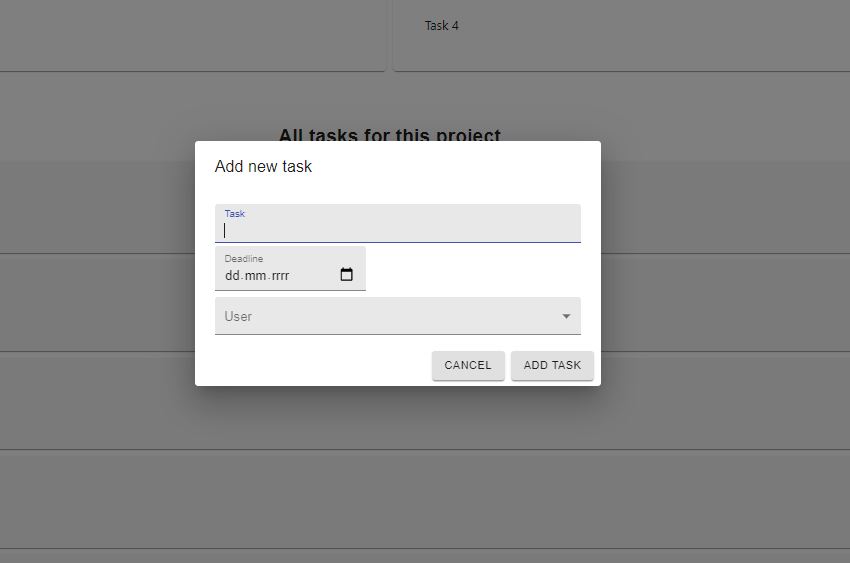 Task 4
All tasks for this project
Add new task
Task
Deadline
dd.mm.rrrr
User
CANCEL ADD TASK